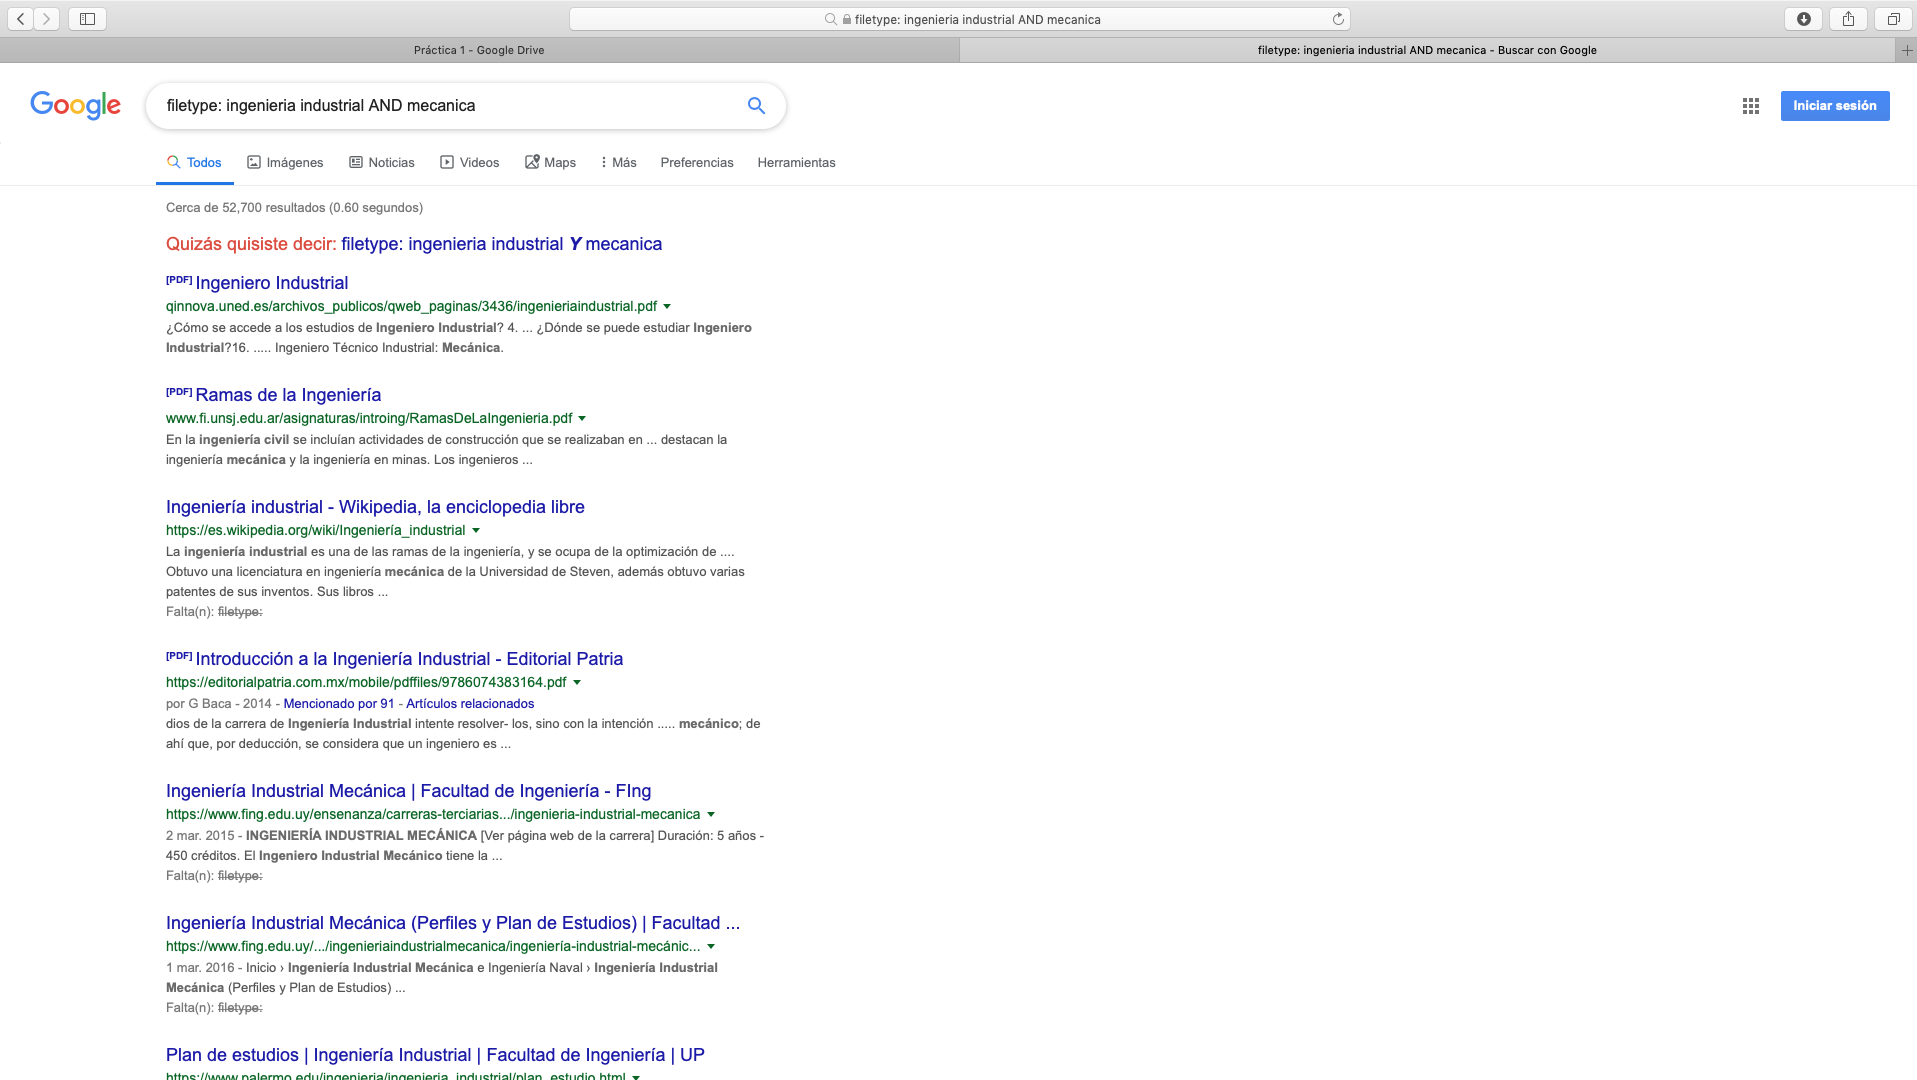 filetype: ingenieria industrial AND mecanica
Práctica 1 - Google Drive
filetype: ingenieria industrial AND mecanica - Buscar con Google
Google
filetype: ingenieria industrial AND mecanica
Iniciar sesión
Todos Imágenes Noticias Videos Maps Más Preferencias Herramientas
Cerca de 52,700 resultados (0.60 segundos)
Quizás quisiste decir: filetype: ingenieria industrial Y mecanica
[PDF] Ingeniero Industrial
qinnova.uned.es/archivos_publicos/qweb_paginas/3436/ingenieriaindustrial.pdf
¿Cómo se accede a los estudios de Ingeniero Industrial? 4. ... ¿Dónde se puede estudiar Ingeniero
Industrial?16. ..... Ingeniero Técnico Industrial: Mecánica.
[PDF] Ramas de la Ingeniería
www.fi.unsj.edu.ar/asignaturas/introing/RamasDeLaIngenieria.pdf
En la ingeniería civil se incluían actividades de construcción que se realizaban en ... destacan la
ingeniería mecánica y la ingeniería en minas. Los ingenieros ...
Ingeniería industrial - Wikipedia, la enciclopedia libre
https://es.wikipedia.org/wiki/Ingeniería_industrial
La ingeniería industrial es una de las ramas de la ingeniería, y se ocupa de la optimización de ....
Obtuvo una licenciatura en ingeniería mecánica de la Universidad de Steven, además obtuvo varias
patentes de sus inventos. Sus libros ...
Falta(n): filetype:
[PDF] Introducción a la Ingeniería Industrial - Editorial Patria
https://editorialpatria.com.mx/mobile/pdffiles/9786074383164.pdf
por G Baca - 2014 - Mencionado por 91 - Artículos relacionados
dios de la carrera de Ingeniería Industrial intente resolver- los, sino con la intención ..... mecánico; de
ahí que, por deducción, se considera que un ingeniero es ...
Ingeniería Industrial Mecánica | Facultad de Ingeniería - FIng
https://www.fing.edu.uy/ensenanza/carreras-terciarias.../ingenieria-industrial-mecanica
2 mar. 2015 - INGENIERÍA INDUSTRIAL MECÁNICA [Ver página web de la carrera] Duración: 5 años -
450 créditos. El Ingeniero Industrial Mecánico tiene la ...
Falta(n): filetype:
Ingeniería Industrial Mecánica (Perfiles y Plan de Estudios) | Facultad ...
https://www.fing.edu.uy/.../ingenieriaindustrialmecanica/ingeniería-industrial-mecánic...
1 mar. 2016 - Inicio › Ingeniería Industrial Mecánica e Ingeniería Naval › Ingeniería Industrial
Mecánica (Perfiles y Plan de Estudios) ...
Falta(n): filetype:
Plan de estudios | Ingeniería Industrial | Facultad de Ingeniería | UP
https://www.palermo.edu/ingenieria/ingenieria_industrial/plan_estudio.html